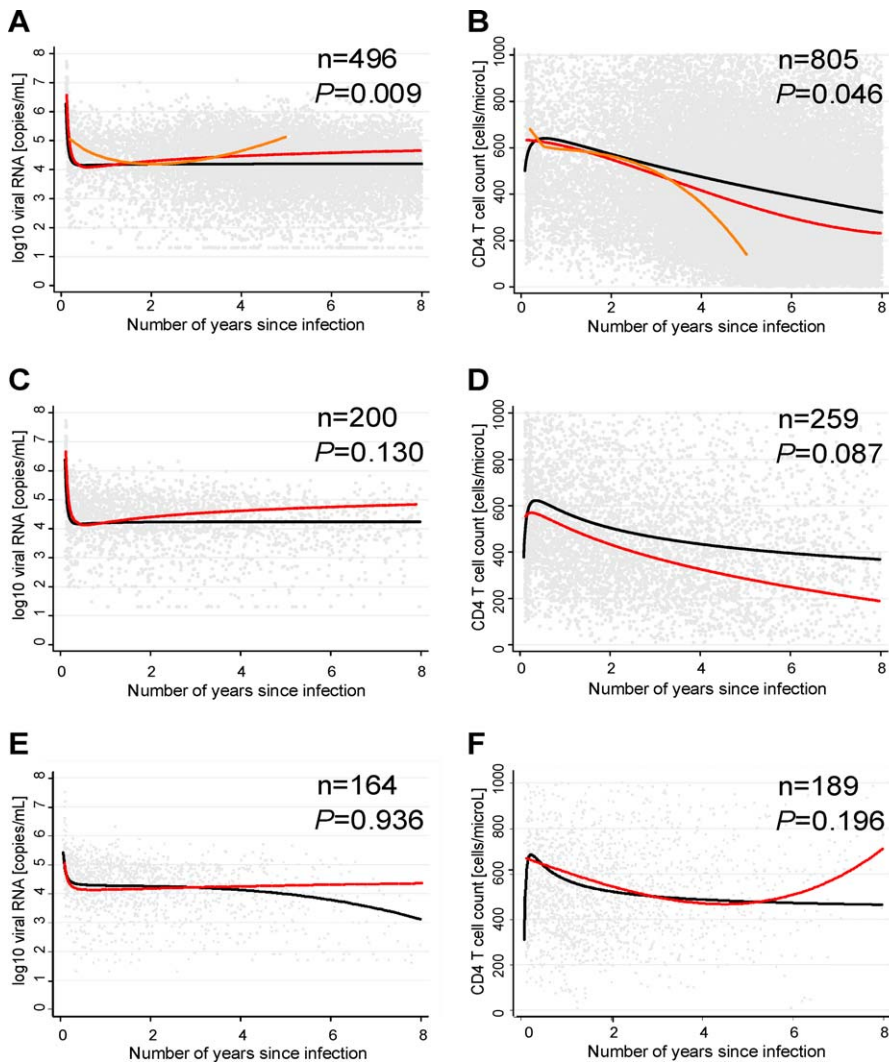 A
log10 viral RNA [copies/mL]
8
7
6
5
4
3
2
1
0
n=496
P=0.009
0 2 4 6 8
Number of years since infection
B
CD4 T cell count [cells/microL]
1000
800
600
400
200
0
n=805
P=0.046
0 2 4 6 8
Number of years since infection
C
log10 viral RNA [copies/mL]
8
7
6
5
4
3
2
1
0
n=200
P=0.130
0 2 4 6 8
Number of years since infection
D
CD4 T cell count [cells/microL]
1000
800
600
400
200
0
n=259
P=0.087
0 2 4 6 8
Number of years since infection
E
log10 viral RNA [copies/mL]
8
7
6
5
4
3
2
1
0
n=164
P=0.936
0 2 4 6 8
Number of years since infection
F
CD4 T cell count [cells/microL]
1000
800
600
400
200
0
n=189
P=0.196
0 2 4 6 8
Number of years since infection